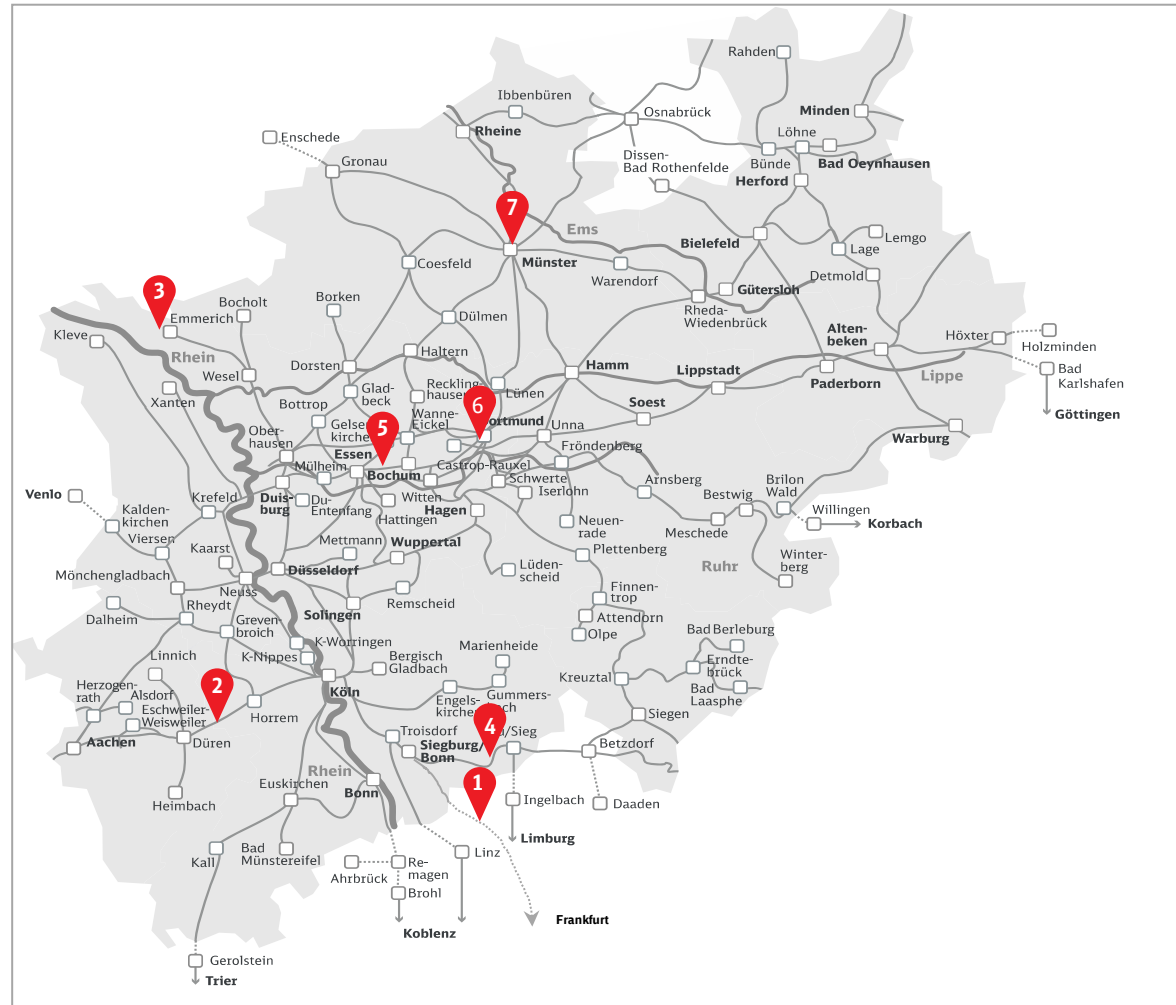 Rahden
Ibbenbüren
Osnabrück
Minden
Rheine
Löhne
Enschede
Dissen-
Bad Rothenfelde
Bünde
Bad Oeynhausen
Gronau
Herford
7
Ems
Bielefeld
Lemgo
Lage
Münster
Coesfeld
Warendorf
Detmold
3
Gütersloh
Bocholt
Borken
Emmerich
Dülmen
Rheda-
Wiedenbrück
Kleve
Alten-
beken
Höxter
Holzminden
Rhein
Haltern
Wesel
Dorsten
Hamm
Lippstadt
Lippe
Bad
Karlshafen
Paderborn
Xanten
Glad-
beck
Reckling-
hausen
Lünen
Göttingen
Bottrop
6
Soest
Wanne-
Eickel
ortmund
Unna
Warburg
Gelse
kirche
5
Ober-
hausen
Essen
Fröndenberg
Mülheim
Bochum
Castrop-Rauxel
Schwerte
Iserlohn
Arnsberg
Brilon
Wald
Venlo
Krefeld
Duis-
burg
Du-
Entenfang
Witten
Hattingen
Hagen
Bestwig
Willingen
Korbach
Kalden-
kirchen
Viersen
Neuen-
rade
Meschede
Kaarst
Mettmann
Wuppertal
Plettenberg
Winter-
berg
Mönchengladbach
Düsseldorf
Lüden-
scheid
Ruhr
Neuss
Finnen-
trop
Dalheim
Rheydt
Solingen
Remscheid
Attendorn
Greven-
broich
Olpe
K-Worringen
Bad Berleburg
Linnich
K-Nippes
Bergisch
Gladbach
Marienheide
Erndte-
brück
Kreuztal
2
Herzogen-
rath
Alsdorf
Köln
Engels-
kirche
Gummers-
ch
Bad
Laasphe
Eschweiler-
Weisweiler
Horrem
4
Siegen
Aachen
Düren
Troisdorf
/Sieg
Siegburg/
Bonn
Betzdorf
Rhein
1
Euskirchen
Bonn
Heimbach
Ingelbach
Daaden
Limburg
Kall
Bad
Münstereifel
Linz
Ahrbrück
Re-
magen
Brohl
Frankfurt
Koblenz
Gerolstein
Trier